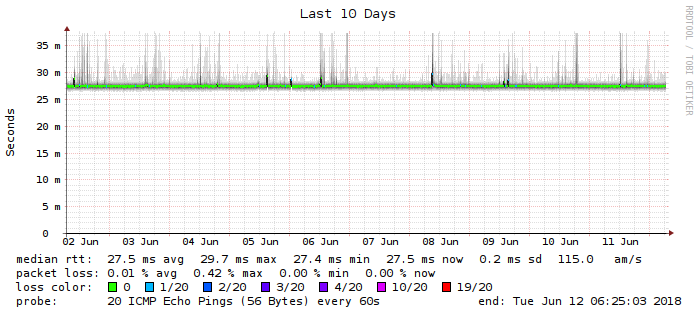 Last 10 Days
RRDTOOL / TOBI OETIKER
Seconds
35 m
30 m
25 m
20 m
15 m
10 m
5 m
0
02 Jun 03 Jun 04 Jun 05 Jun 06 Jun 07 Jun 08 Jun 09 Jun 10 Jun 11 Jun
median rtt: 27.5 ms avg 29.7 ms max 27.4 ms min 27.5 ms now 0.2 ms sd 115.0 am/s
packet loss: 0.01 % avg 0.42 % max 0.00 % min 0.00 % now
loss color: 0 1/20 2/20 3/20 4/20 10/20 19/20
probe: 20 ICMP Echo Pings (56 Bytes) every 60s end: Tue Jun 12 06:25:03 2018